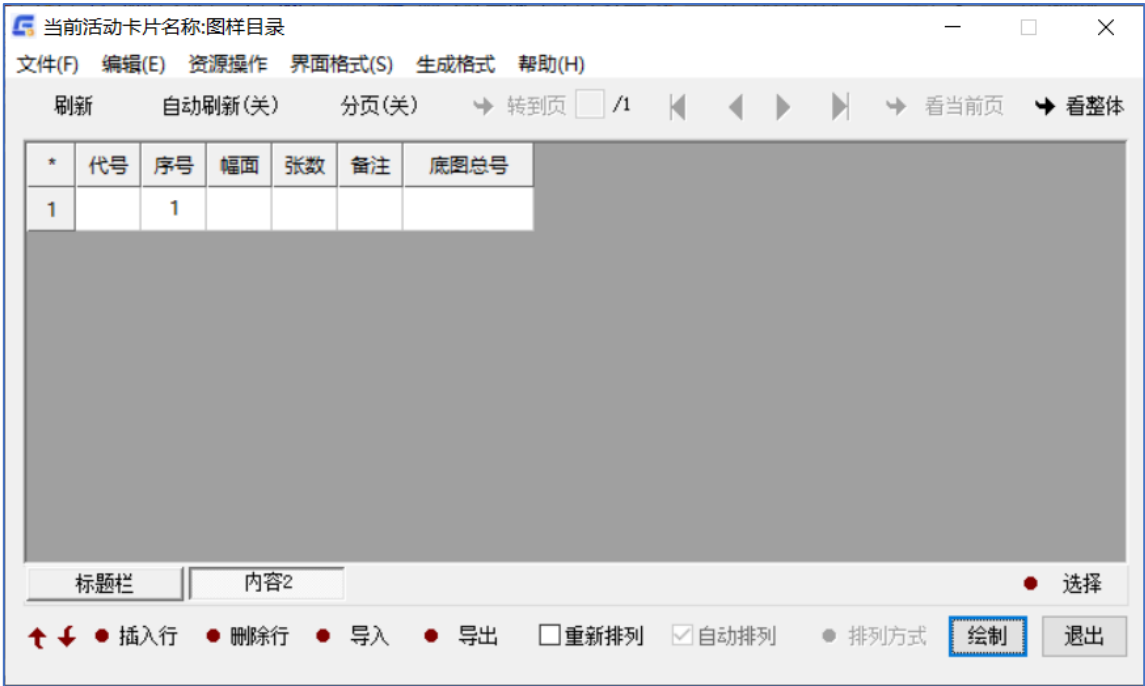 当前活动卡片名称:图样目录
文件(F) 编辑(E) 资源操作 界面格式(S) 生成格式 帮助(H)
刷新 自动刷新(关) 分页(关) 转到页 /1 看当前页 看整体
* 代号 序号 幅面 张数 备注 底图总号
1 1
标题栏 内容2 选择
插入行 删除行 导入 导出 重新排列 自动排列 排列方式 绘制 退出